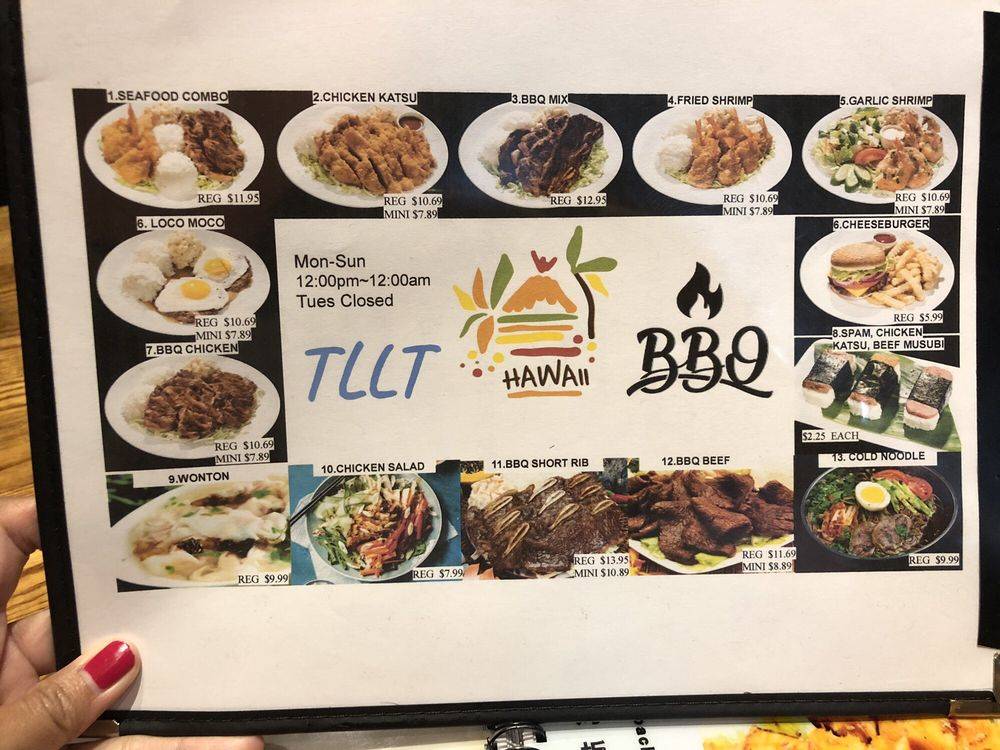 1.SEAFOOD COMBO
REG $11.95
2.CHICKEN KATSU
REG $10.69
MINI $7.89
3.BBQ MIX
REG $12.95
4.FRIED SHRIMP
REG $10.69
MINI $7.89
5.GARLIC SHRIMP
REG $10.69
MINI $7.89
6. LOCO MOCO
REG $10.69
MINI $7.89
Mon-Sun
12:00pm~12:00am
Tues Closed
TLLT
HAWAII
BBQ
6.CHEESEBURGER
REG $5.99
7.BBQ CHICKEN
REG $10.69
MINI $7.89
8.SPAM, CHICKEN
KATSU, BEEF MUSUBI
$2.25 EACH
9.WONTON
REG $9.99
10.CHICKEN SALAD
REG $7.99
11.BBQ SHORT RIB
REG $13.95
MINI $10.89
12.BBQ BEEF
REG $11.69
MINI $8.89
13. COLD NOODLE
REG $9.99